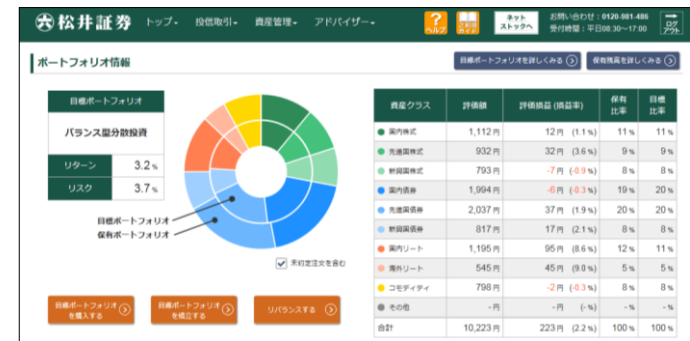 松井証券 トップ 投信取引 資産管理 アドバイザー ヘルプ ご利用ガイド ネットストックへ お問い合わせ：0120-981-486 ログアウト
受付時間：平日08:30～17:00
ポートフォリオ情報 目標ポートフォリオを詳しくみる 保有残高を詳しくみる
目標ポートフォリオ
バランス型分散投資
リターン 3.2%
リスク 3.7%
目標ポートフォリオ
保有ポートフォリオ
未約定注文を含む
目標ポートフォリオを購入する 目標ポートフォリオを積立する リバランスする
資産クラス 評価額 評価損益 (損益率) 保有比率 目標比率
国内株式 1,112円 12円 (1.1%) 11% 11%
先進国株式 932円 32円 (3.6%) 9% 9%
新興国株式 793円 -7円 (-0.9%) 8% 8%
国内債券 1,994円 -6円 (-0.3%) 19% 20%
先進国債券 2,037円 37円 (1.9%) 20% 20%
新興国債券 817円 17円 (2.1%) 8% 8%
国内リート 1,195円 95円 (8.6%) 12% 11%
海外リート 545円 45円 (9.0%) 5% 5%
コモディティ 798円 -2円 (-0.3%) 8% 8%
その他 -円 -円 (-%) -% -%
合計 10,223円 223円 (2.2%) 100% 100%